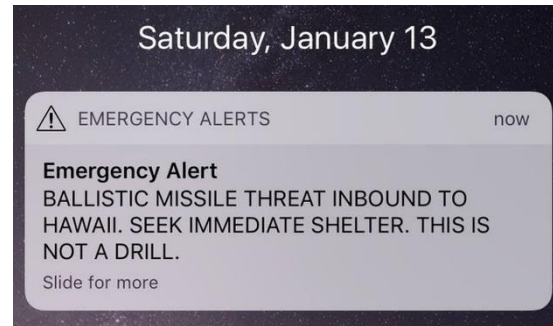 Saturday, January 13
EMERGENCY ALERTS
now
Emergency Alert
BALLISTIC MISSILE THREAT INBOUND TO
HAWAII. SEEK IMMEDIATE SHELTER. THIS IS
NOT A DRILL.
Slide for more